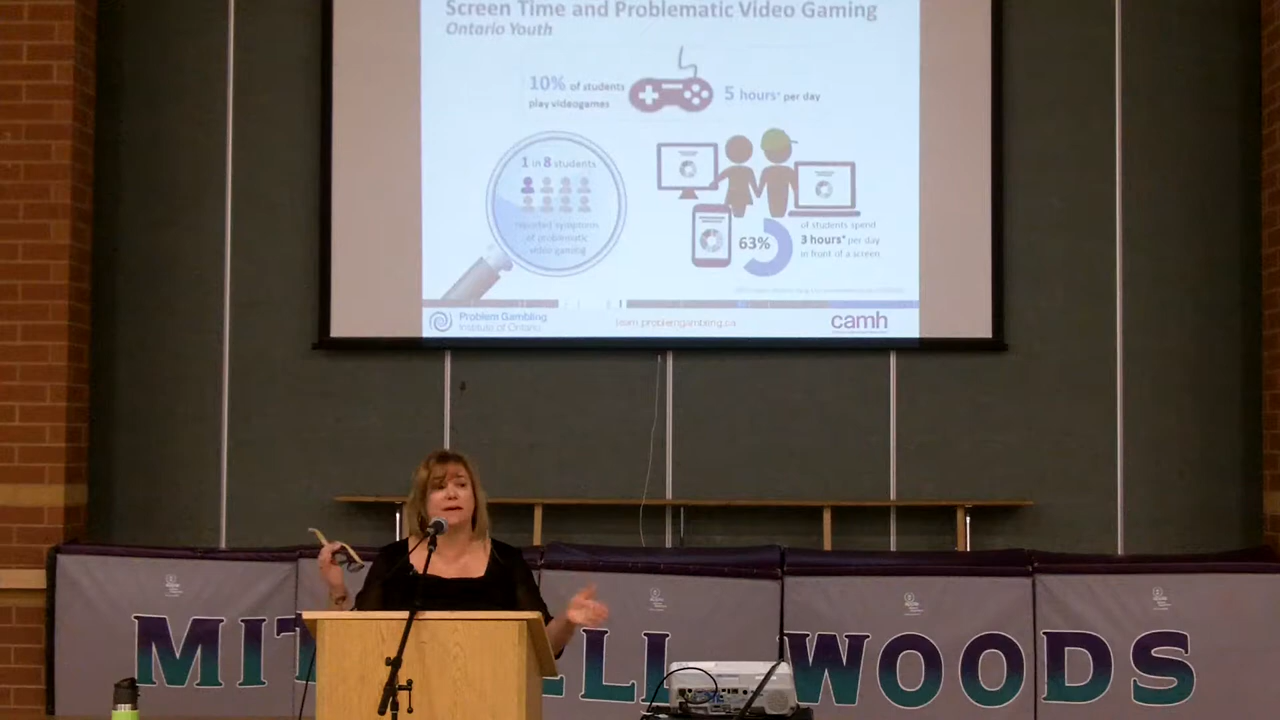 Screen Time and Problematic Video Gaming
Ontario Youth
10% of students
play videogames
5 hours* per day
1 in 8 students
reported symptoms
of problematic
video gaming
63%
of students spend
3 hours* per day
in front of a screen
Problem Gambling
Institute of Ontario
learn.problemgambling.ca
camh
WOODS